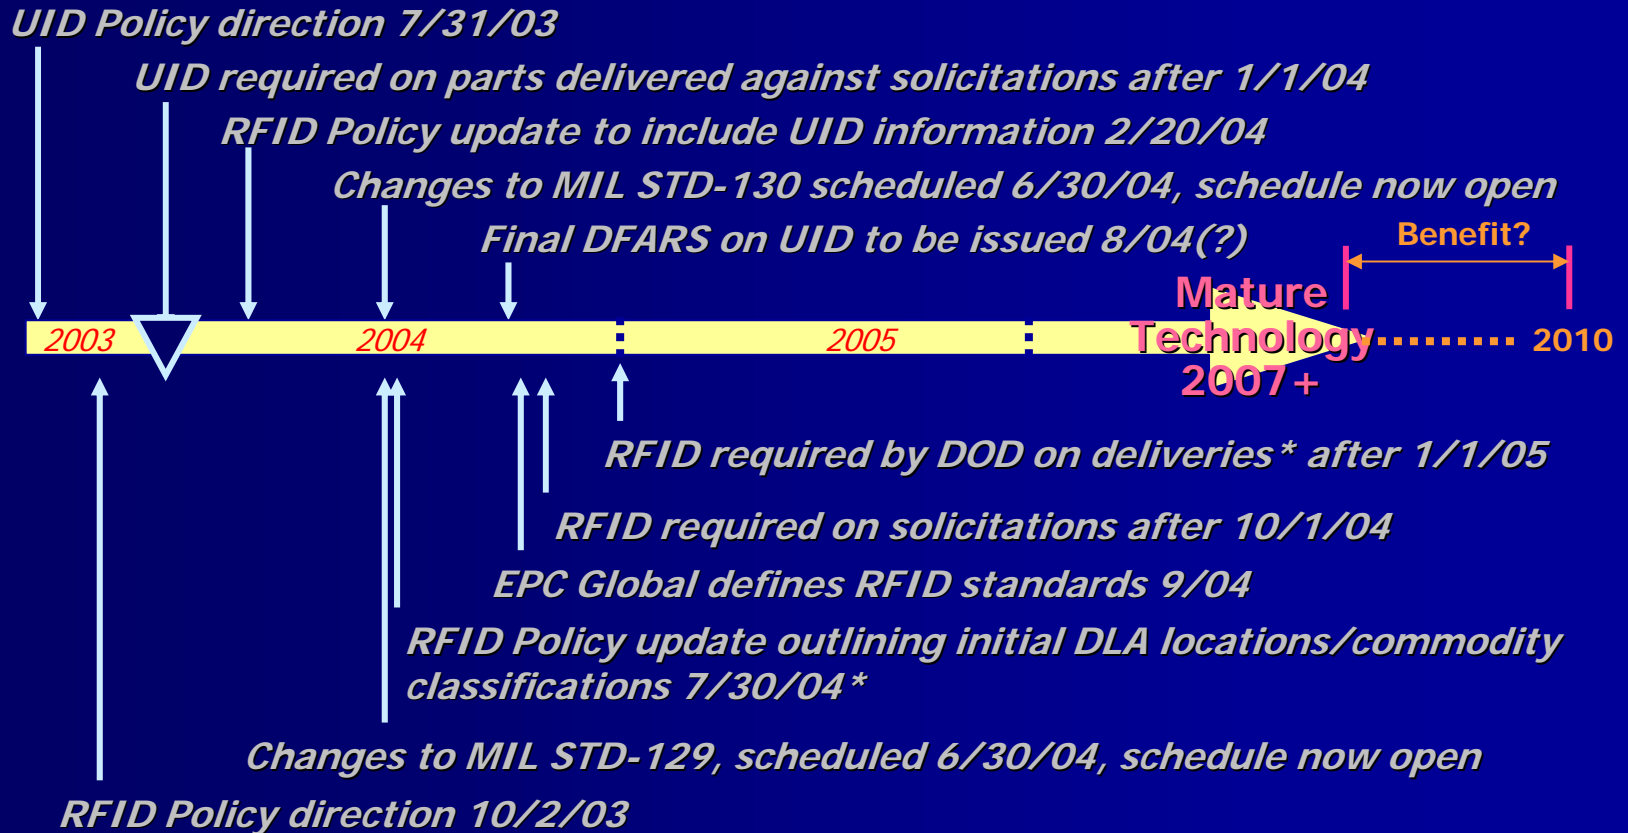 UID Policy direction 7/31/03
UID required on parts delivered against solicitations after 1/1/04
RFID Policy update to include UID information 2/20/04
Changes to MIL STD-130 scheduled 6/30/04, schedule now open
Final DFARS on UID to be issued 8/04(?)
Benefit?
Mature
Technology
2007+
2003
2004
2005
2010
RFID required by DOD on deliveries* after 1/1/05
RFID required on solicitations after 10/1/04
EPC Global defines RFID standards 9/04
RFID Policy update outlining initial DLA locations/commodity
classifications 7/30/04*
Changes to MIL STD-129, scheduled 6/30/04, schedule now open
RFID Policy direction 10/2/03